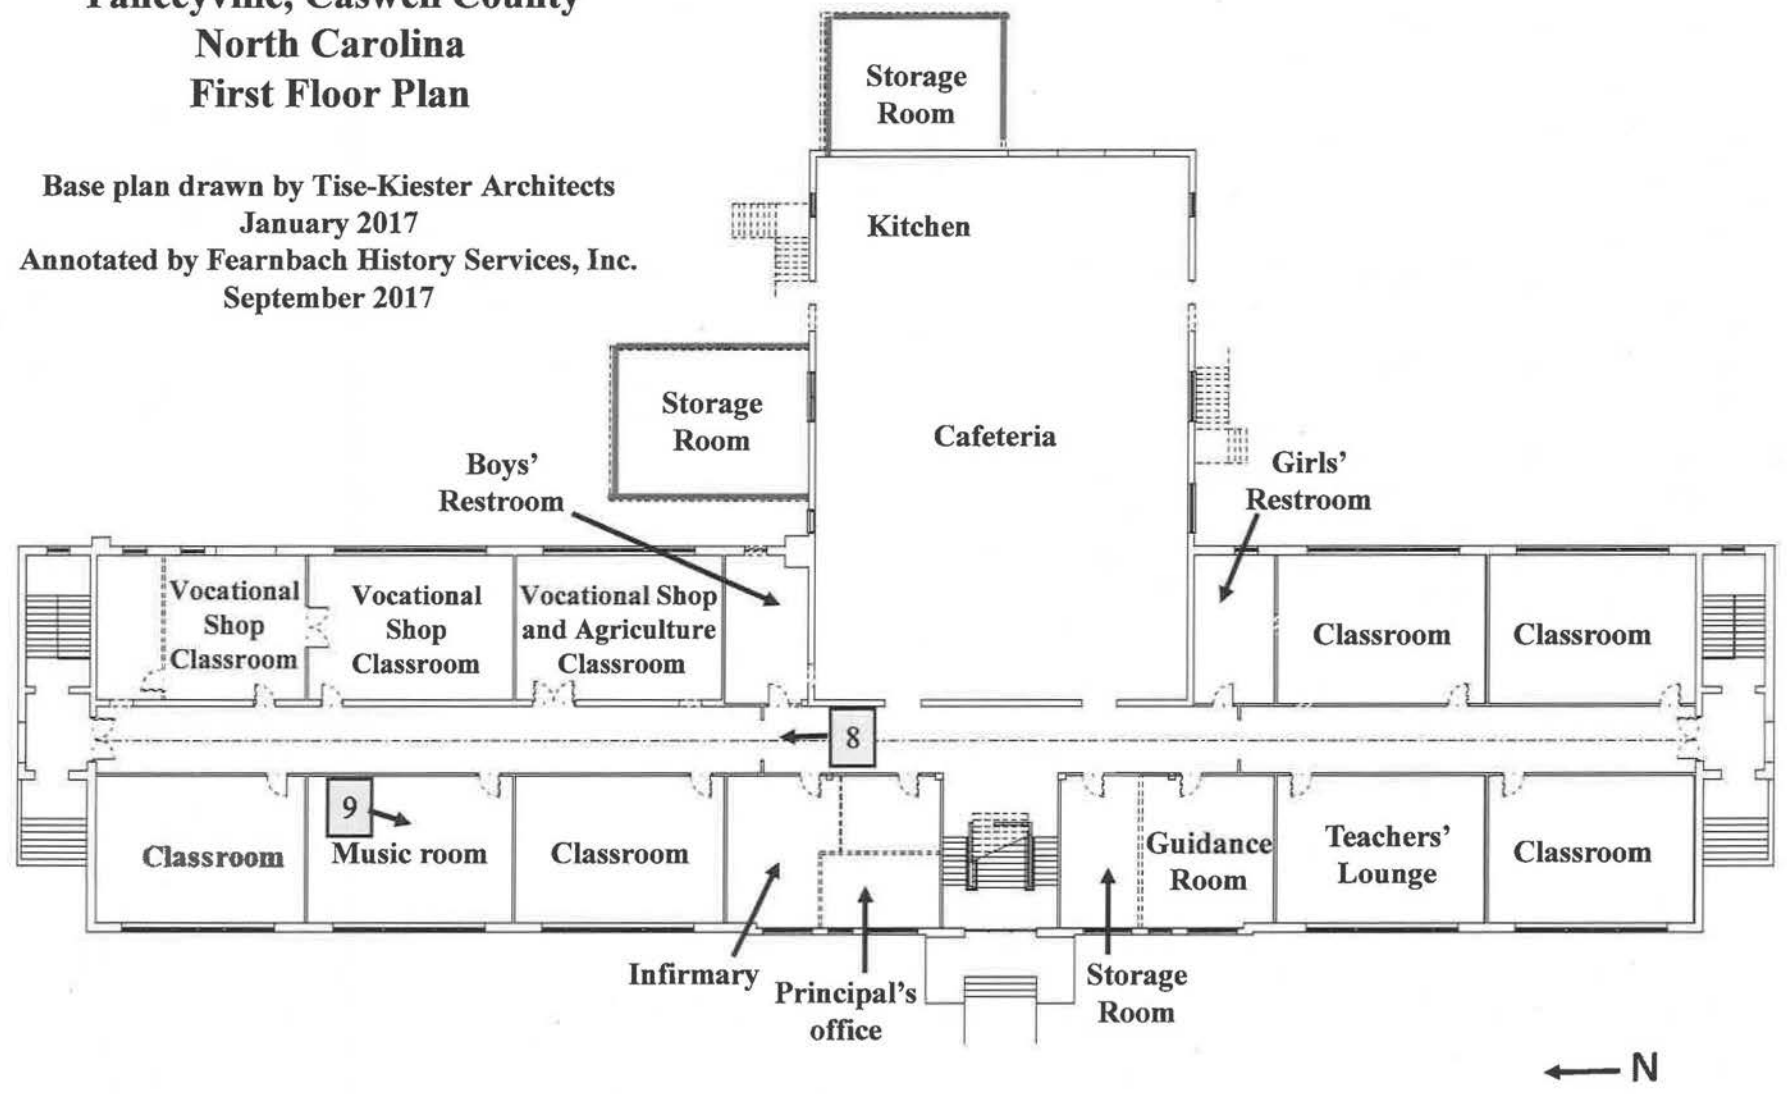 Yanceyville, Caswell County
North Carolina
First Floor Plan
Base plan drawn by Tise-Kiester Architects
January 2017
Annotated by Fearnbach History Services, Inc.
September 2017
Storage
Room
Kitchen
Storage
Room
Cafeteria
Boys’
Restroom
Girls’
Restroom
Vocational
Shop
Classroom
Vocational
Shop
Classroom
Vocational Shop
and Agriculture
Classroom
Classroom
Classroom
8
9
Classroom
Music room
Classroom
Guidance
Room
Teachers’
Lounge
Classroom
Infirmary
Principal’s
office
Storage
Room
N